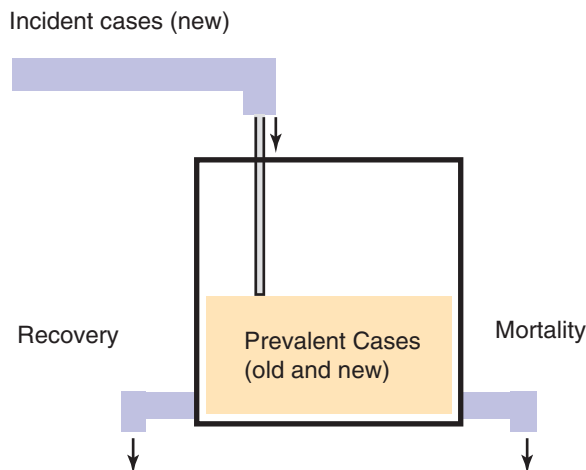 Incident cases (new)
Recovery
Prevalent Cases
(old and new)
Mortality